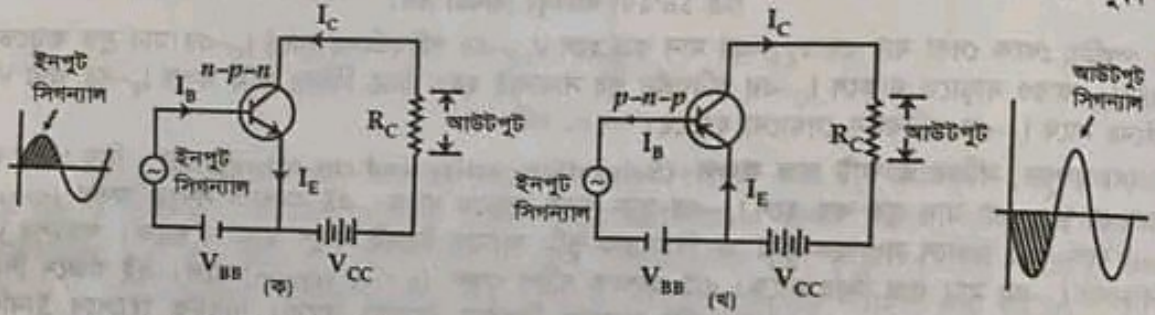 ইনপুট
সিগন্যাল
n-p-n
I_B
I_C
ইনপুট
সিগন্যাল
I_E
R_C
আউটপুট
V_BB
V_CC
(ক)
I_C
p-n-p
I_B
ইনপুট
সিগন্যাল
I_E
R_C
আউটপুট
V_BB
V_CC
(খ)
আউটপুট
সিগন্যাল